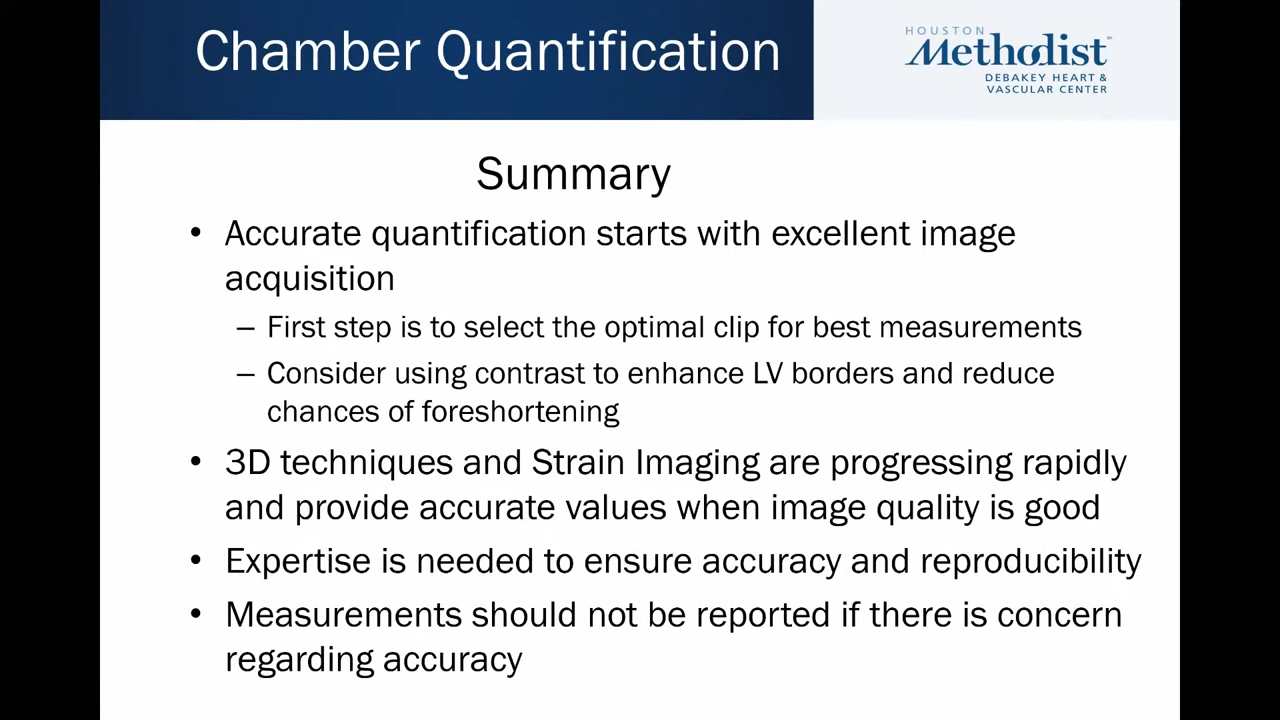 Chamber Quantification
HOUSTON
Methodist
DEBAKEY HEART &
VASCULAR CENTER
Summary
• Accurate quantification starts with excellent image
acquisition
– First step is to select the optimal clip for best measurements
– Consider using contrast to enhance LV borders and reduce
chances of foreshortening
• 3D techniques and Strain Imaging are progressing rapidly
and provide accurate values when image quality is good
• Expertise is needed to ensure accuracy and reproducibility
• Measurements should not be reported if there is concern
regarding accuracy